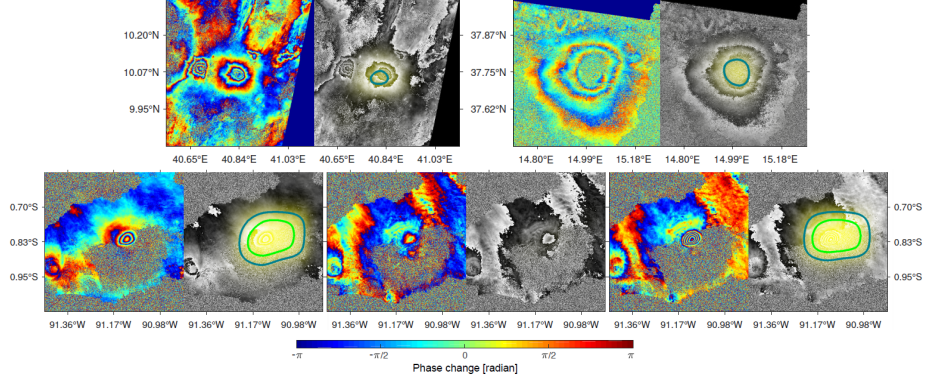 10.20°N
10.07°N
9.95°N
37.87°N
37.75°N
37.62°N
40.65°E 40.84°E 41.03°E 40.65°E 40.84°E 41.03°E
14.80°E 14.99°E 15.18°E 14.80°E 14.99°E 15.18°E
0.70°S
0.83°S
0.95°S
0.70°S
0.83°S
0.95°S
91.36°W 91.17°W 90.98°W 91.36°W 91.17°W 90.98°W
91.36°W 91.17°W 90.98°W 91.36°W 91.17°W 90.98°W
91.36°W 91.17°W 90.98°W 91.36°W 91.17°W 90.98°W
-π -π/2 0 π/2 π
Phase change [radian]